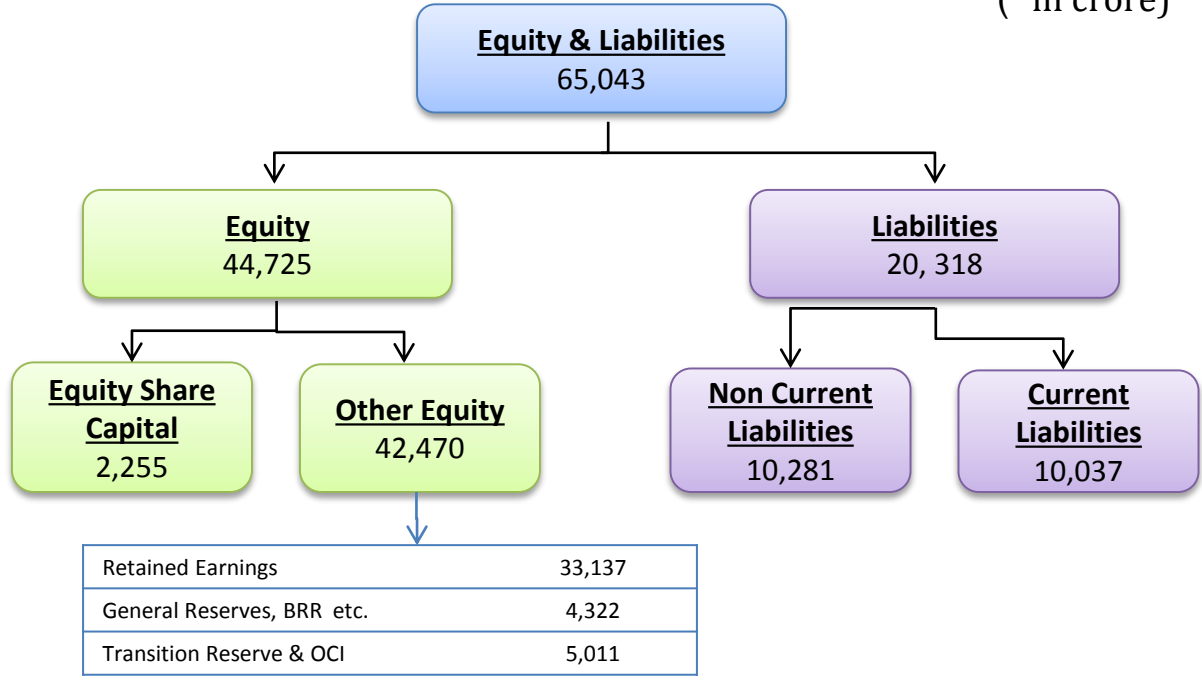 ( in crore)
Equity & Liabilities
65,043
Equity
44,725
Liabilities
20, 318
Equity Share
Capital
2,255
Other Equity
42,470
Non Current
Liabilities
10,281
Current
Liabilities
10,037
Retained Earnings 33,137
General Reserves, BRR etc. 4,322
Transition Reserve & OCI 5,011